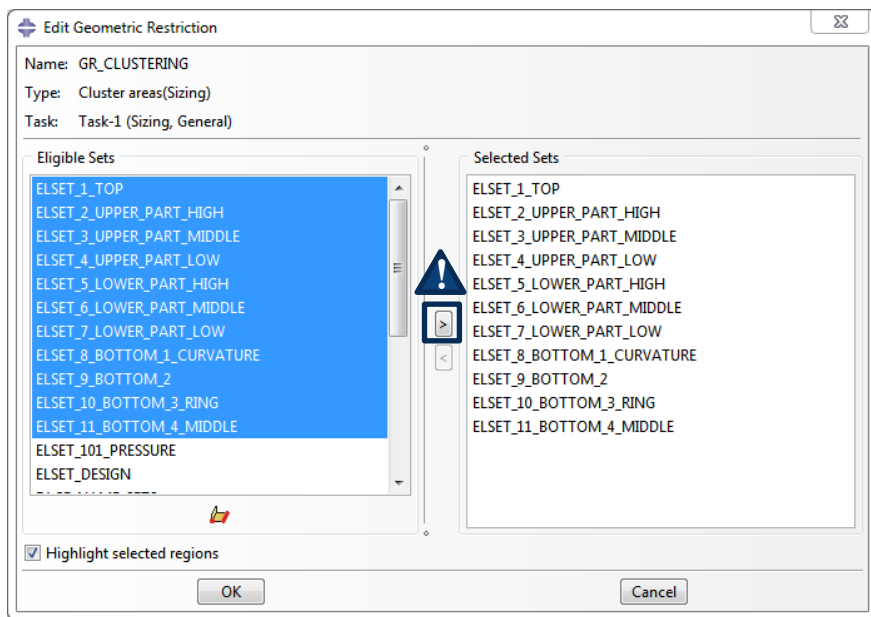 Edit Geometric Restriction
Name: GR_CLUSTERING
Type: Cluster areas(Sizing)
Task: Task-1 (Sizing, General)
Eligible Sets
ELSET_1_TOP
ELSET_2_UPPER_PART_HIGH
ELSET_3_UPPER_PART_MIDDLE
ELSET_4_UPPER_PART_LOW
ELSET_5_LOWER_PART_HIGH
ELSET_6_LOWER_PART_MIDDLE
ELSET_7_LOWER_PART_LOW
ELSET_8_BOTTOM_1_CURVATURE
ELSET_9_BOTTOM_2
ELSET_10_BOTTOM_3_RING
ELSET_11_BOTTOM_4_MIDDLE
ELSET_101_PRESSURE
ELSET_DESIGN
!
>
<
Selected Sets
ELSET_1_TOP
ELSET_2_UPPER_PART_HIGH
ELSET_3_UPPER_PART_MIDDLE
ELSET_4_UPPER_PART_LOW
ELSET_5_LOWER_PART_HIGH
ELSET_6_LOWER_PART_MIDDLE
ELSET_7_LOWER_PART_LOW
ELSET_8_BOTTOM_1_CURVATURE
ELSET_9_BOTTOM_2
ELSET_10_BOTTOM_3_RING
ELSET_11_BOTTOM_4_MIDDLE
Highlight selected regions
OK
Cancel